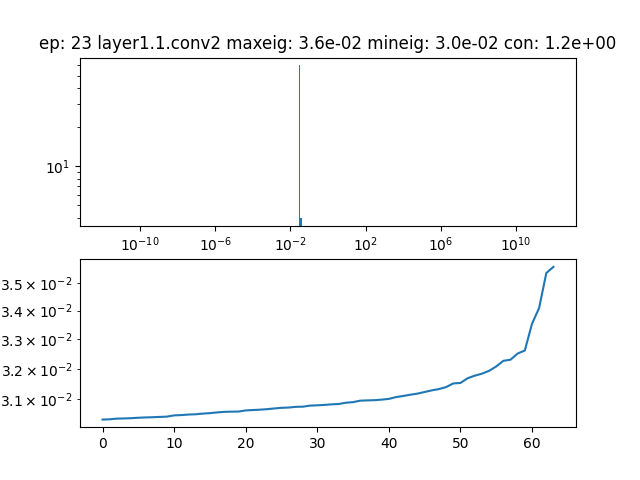 ep: 23 layer1.1.conv2 maxeig: 3.6e-02 mineig: 3.0e-02 con: 1.2e+00
10¹
10⁻¹⁰ 10⁻⁶ 10⁻² 10² 10⁶ 10¹⁰
3.5 × 10⁻²
3.4 × 10⁻²
3.3 × 10⁻²
3.2 × 10⁻²
3.1 × 10⁻²
0 10 20 30 40 50 60